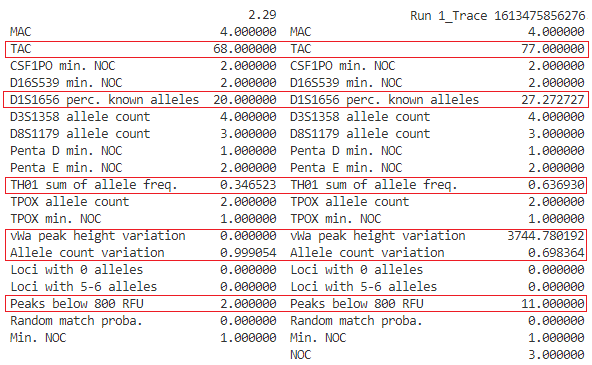 2.29 Run 1_Trace 1613475856276
MAC 4.000000 MAC 4.000000
TAC 68.000000 TAC 77.000000
CSF1PO min. NOC 2.000000 CSF1PO min. NOC 2.000000
D16S539 min. NOC 2.000000 D16S539 min. NOC 2.000000
D1S1656 perc. known alleles 20.000000 D1S1656 perc. known alleles 27.272727
D3S1358 allele count 4.000000 D3S1358 allele count 4.000000
D8S1179 allele count 3.000000 D8S1179 allele count 3.000000
Penta D min. NOC 1.000000 Penta D min. NOC 1.000000
Penta E min. NOC 2.000000 Penta E min. NOC 2.000000
TH01 sum of allele freq. 0.346523 TH01 sum of allele freq. 0.636930
TPOX allele count 2.000000 TPOX allele count 2.000000
TPOX min. NOC 1.000000 TPOX min. NOC 1.000000
vWa peak height variation 0.000000 vWa peak height variation 3744.780192
Allele count variation 0.999054 Allele count variation 0.698364
Loci with 0 alleles 0.000000 Loci with 0 alleles 0.000000
Loci with 5-6 alleles 0.000000 Loci with 5-6 alleles 0.000000
Peaks below 800 RFU 2.000000 Peaks below 800 RFU 11.000000
Random match proba. 0.000000 Random match proba. 0.000000
Min. NOC 1.000000 Min. NOC 1.000000
NOC 3.000000